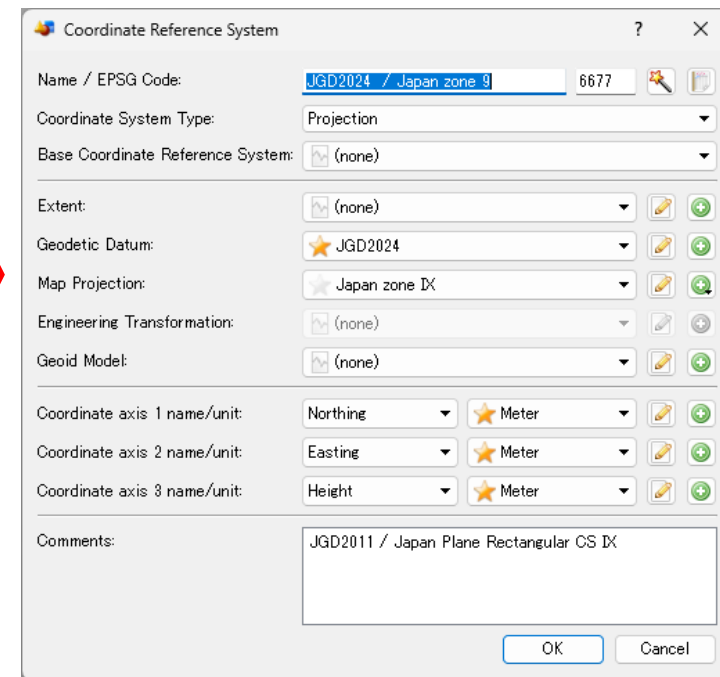 Coordinate Reference System ? ×
Name / EPSG Code: JGD2024 / Japan zone 9 6677
Coordinate System Type: Projection
Base Coordinate Reference System: (none)
Extent: (none)
Geodetic Datum: JGD2024
Map Projection: Japan zone IX
Engineering Transformation: (none)
Geoid Model: (none)
Coordinate axis 1 name/unit: Northing Meter
Coordinate axis 2 name/unit: Easting Meter
Coordinate axis 3 name/unit: Height Meter
Comments: JGD2011 / Japan Plane Rectangular CS IX
OK Cancel